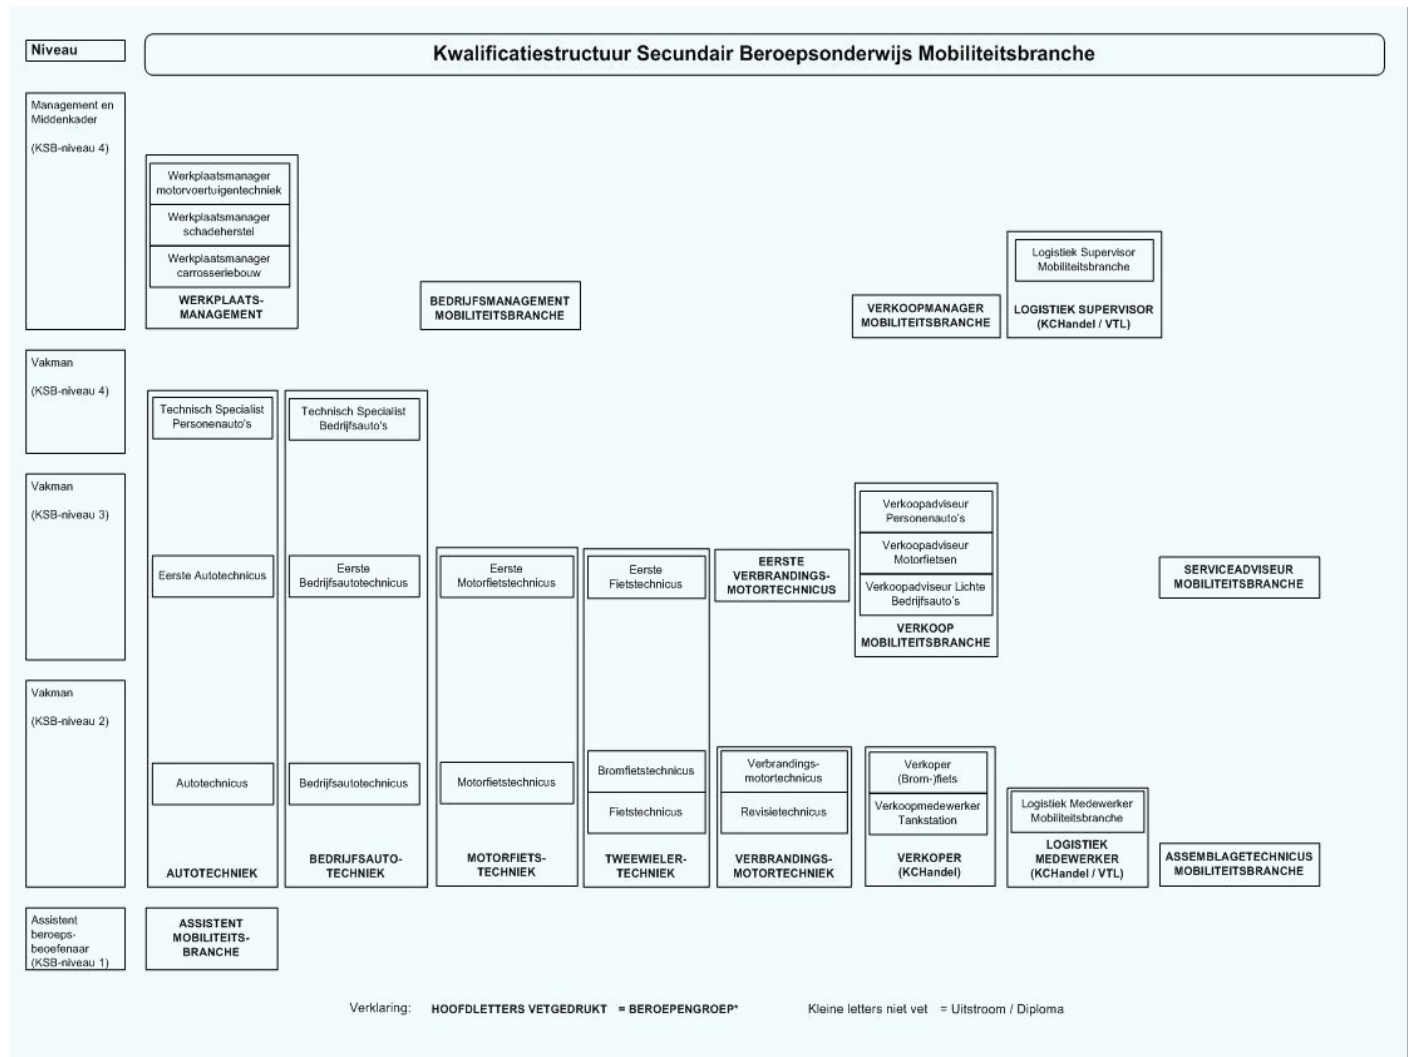 Niveau
Kwalificatiestructuur Secundair Beroepsonderwijs Mobiliteitsbranche
Management en
Middenkader
(KSB-niveau 4)
Werkplaatsmanager
motorvoertuigentechniek
Werkplaatsmanager
schadeherstel
Werkplaatsmanager
carrosseriebouw
WERKPLAATS-
MANAGEMENT
BEDRIJFSMANAGEMENT
MOBILITEITSBRANCHE
VERKOOPMANAGER
MOBILITEITSBRANCHE
Logistiek Supervisor
Mobiliteitsbranche
LOGISTIEK SUPERVISOR
(KCHandel / VTL)
Vakman
(KSB-niveau 4)
Technisch Specialist
Personenauto's
Technisch Specialist
Bedrijfsauto's
Vakman
(KSB-niveau 3)
Eerste Autotechnicus
Eerste
Bedrijfsautotechnicus
Eerste
Motorfietstechnicus
Eerste
Fietstechnicus
EERSTE
VERBRANDINGS-
MOTORTECHNICUS
Verkoopadviseur
Personenauto's
Verkoopadviseur
Motorfietsen
Verkoopadviseur Lichte
Bedrijfsauto's
VERKOOP
MOBILITEITSBRANCHE
SERVICEADVISEUR
MOBILITEITSBRANCHE
Vakman
(KSB-niveau 2)
Autotechnicus
AUTOTECHNIEK
Bedrijfsautotechnicus
BEDRIJFSAUTO-
TECHNIEK
Motorfietstechnicus
MOTORFIETS-
TECHNIEK
Bromfietstechnicus
Fietstechnicus
TWEEWIELER-
TECHNIEK
Verbrandings-
motortechnicus
Revisietechnicus
VERBRANDINGS-
MOTORTECHNIEK
Verkoper
(Brom-)fiets
Verkoopmedewerker
Tankstation
VERKOPER
(KCHandel)
Logistiek Medewerker
Mobiliteitsbranche
LOGISTIEK
MEDEWERKER
(KCHandel / VTL)
ASSEMBLAGETECHNICUS
MOBILITEITSBRANCHE
Assistent
beroeps-
beoefenaar
(KSB-niveau 1)
ASSISTENT
MOBILITEITS-
BRANCHE
Verklaring: HOOFDLETTERS VETGEDRUKT = BEROEPENGROEP* Kleine letters niet vet = Uitstroom / Diploma